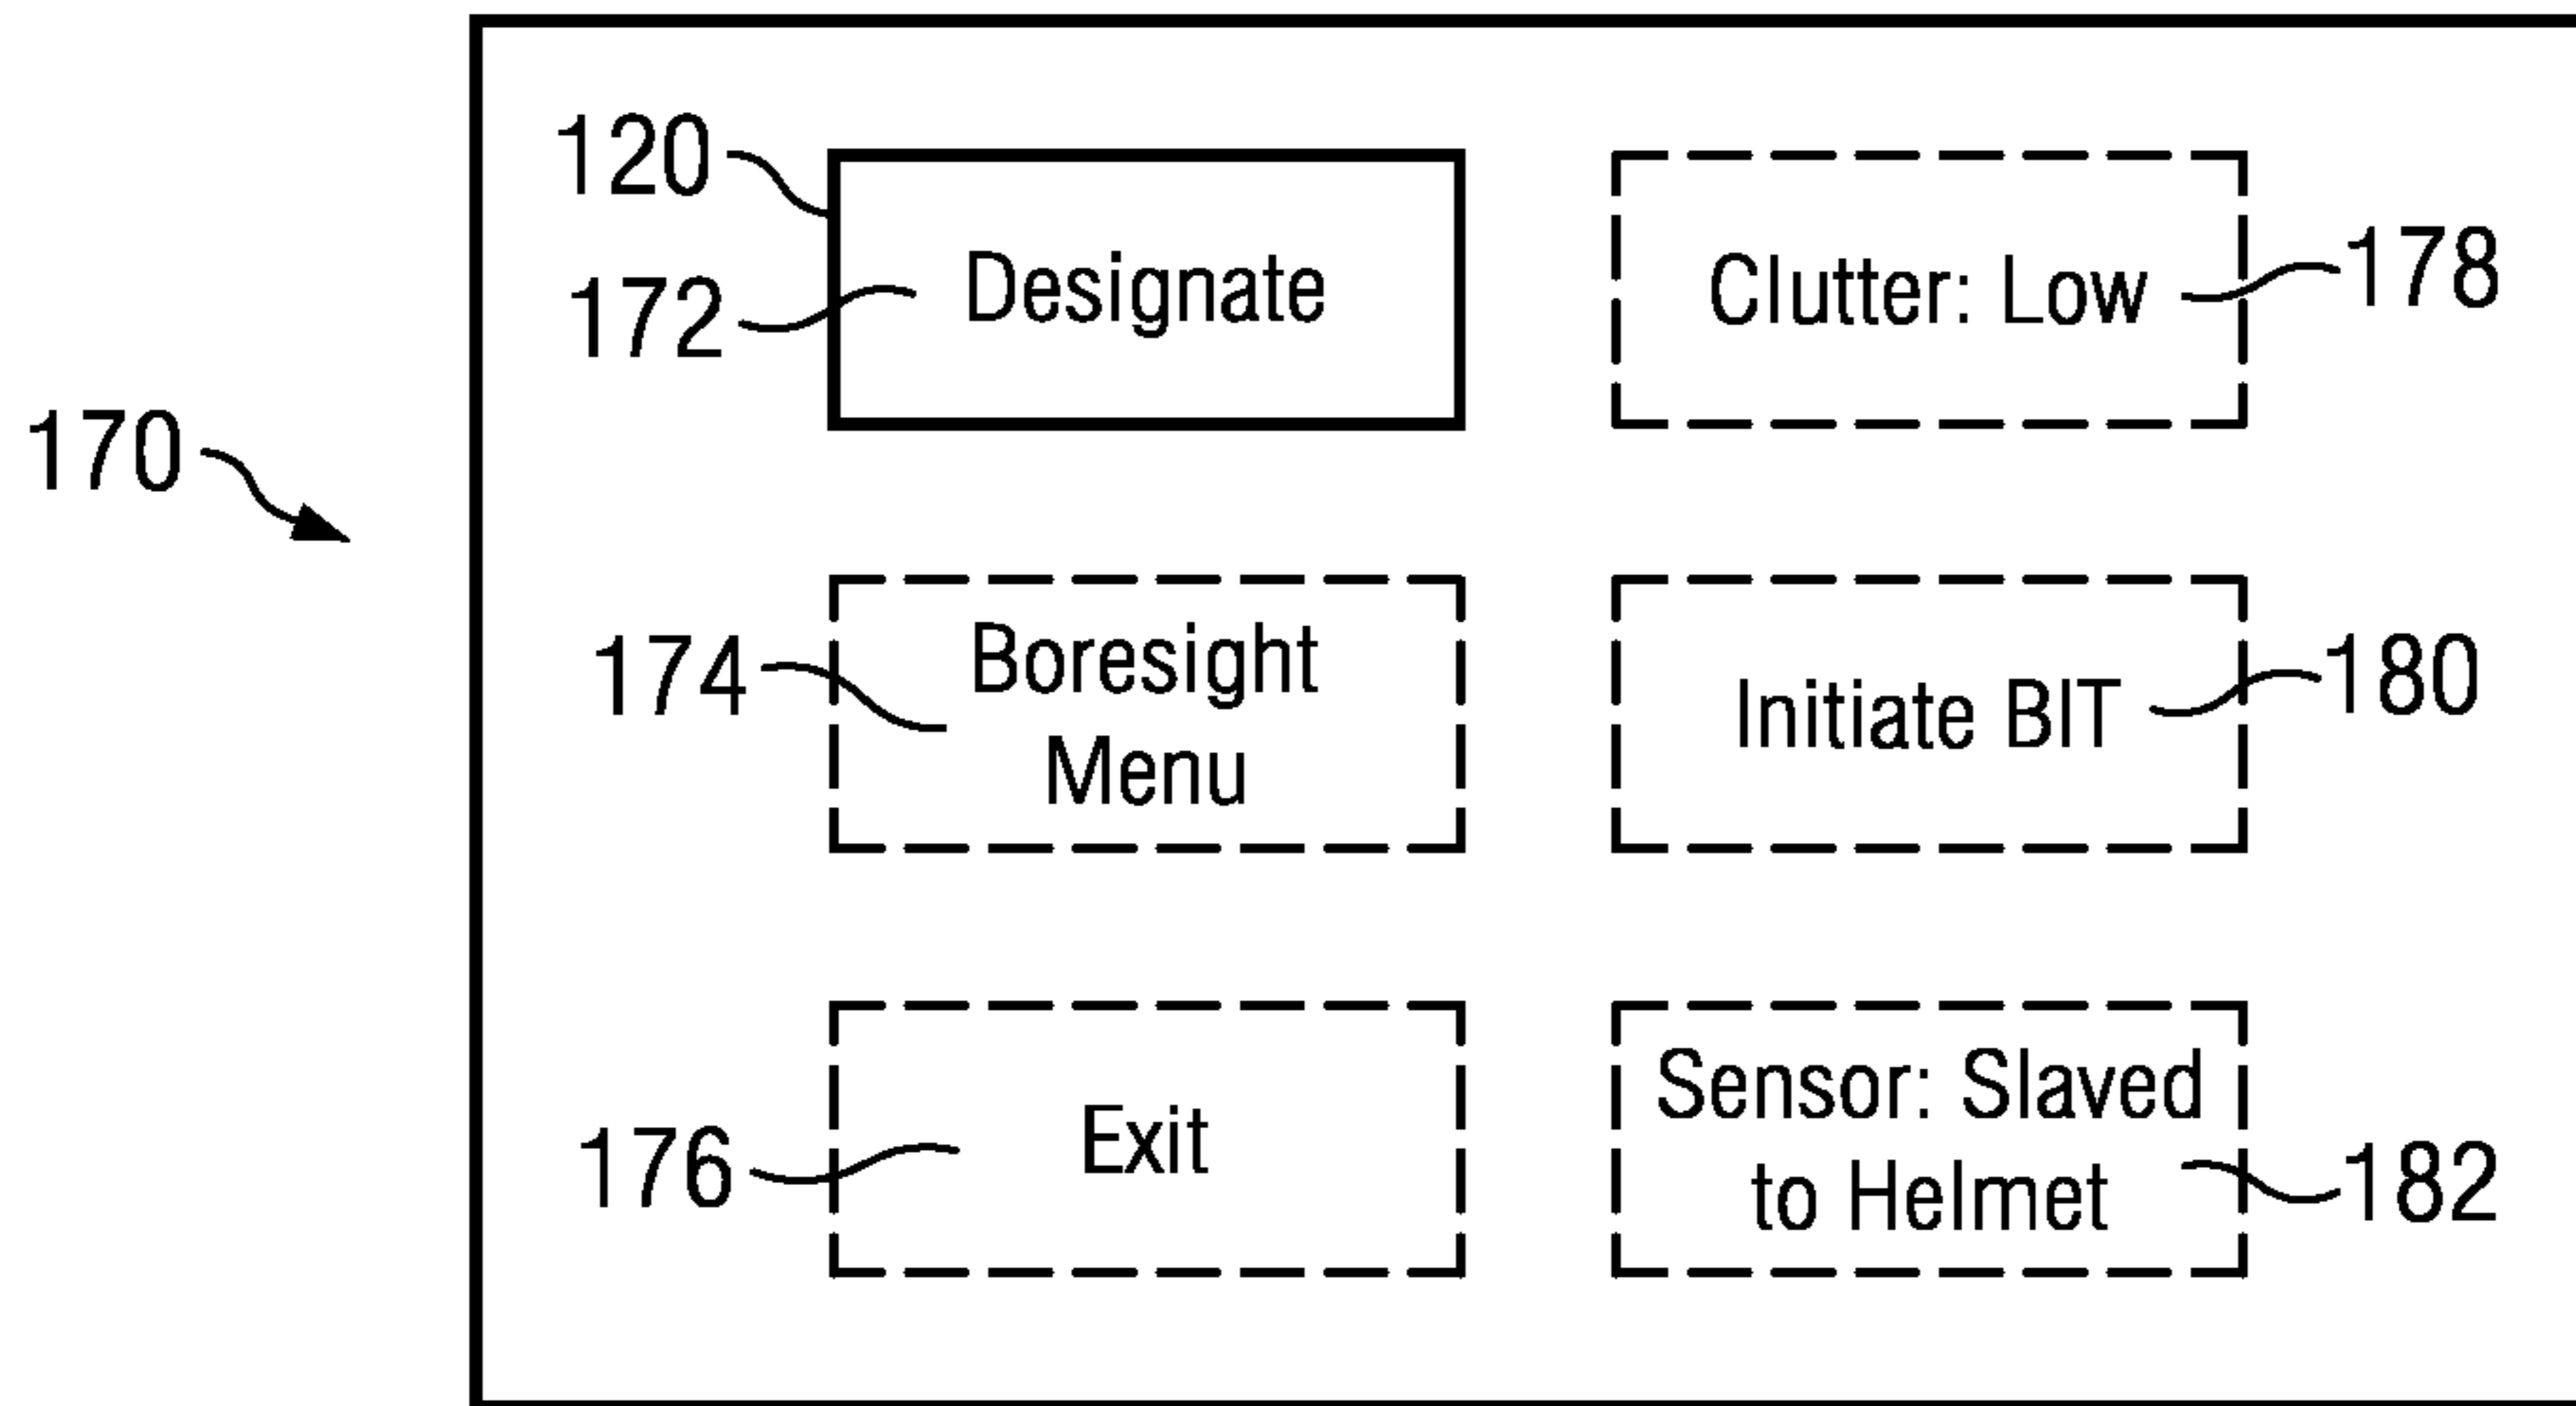 120
172
Designate
Clutter: Low
178
170
174
Boresight
Menu
Initiate BIT
180
176
Exit
Sensor: Slaved
to Helmet
182